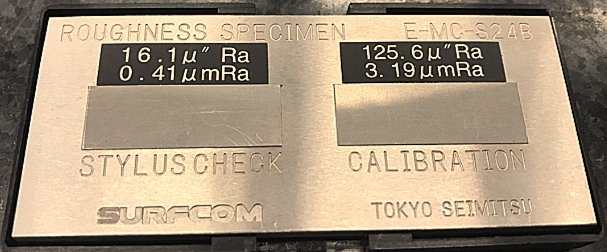 ROUGHNESS SPECIMEN E-MC-S24B
16.1μ" Ra 125.6μ"Ra
0.41μmRa 3.19μmRa
STYLUS CHECK CALIBRATION
SURFCOM TOKYO SEIMITSU